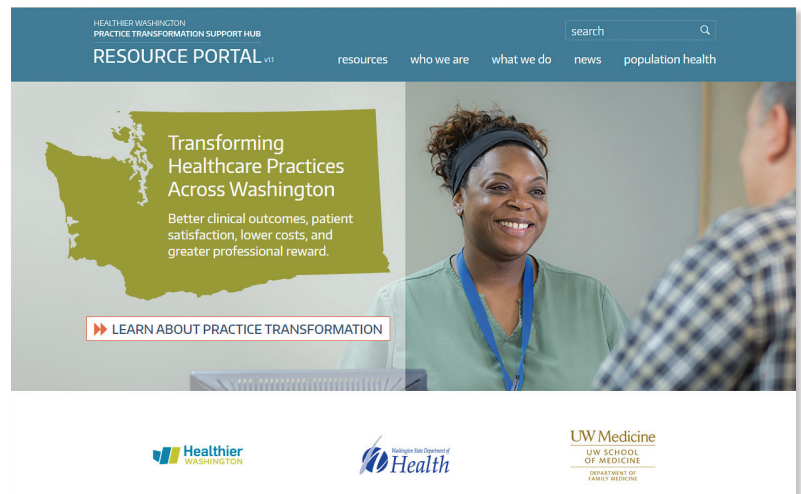 HEALTHIER WASHINGTON
PRACTICE TRANSFORMATION SUPPORT HUB
RESOURCE PORTAL v1.1
search
resources who we are what we do news population health
Transforming
Healthcare Practices
Across Washington
Better clinical outcomes, patient
satisfaction, lower costs, and
greater professional reward.
LEARN ABOUT PRACTICE TRANSFORMATION
Healthier
WASHINGTON
Washington State Department of
Health
UW Medicine
UW SCHOOL
OF MEDICINE
DEPARTMENT OF
FAMILY MEDICINE